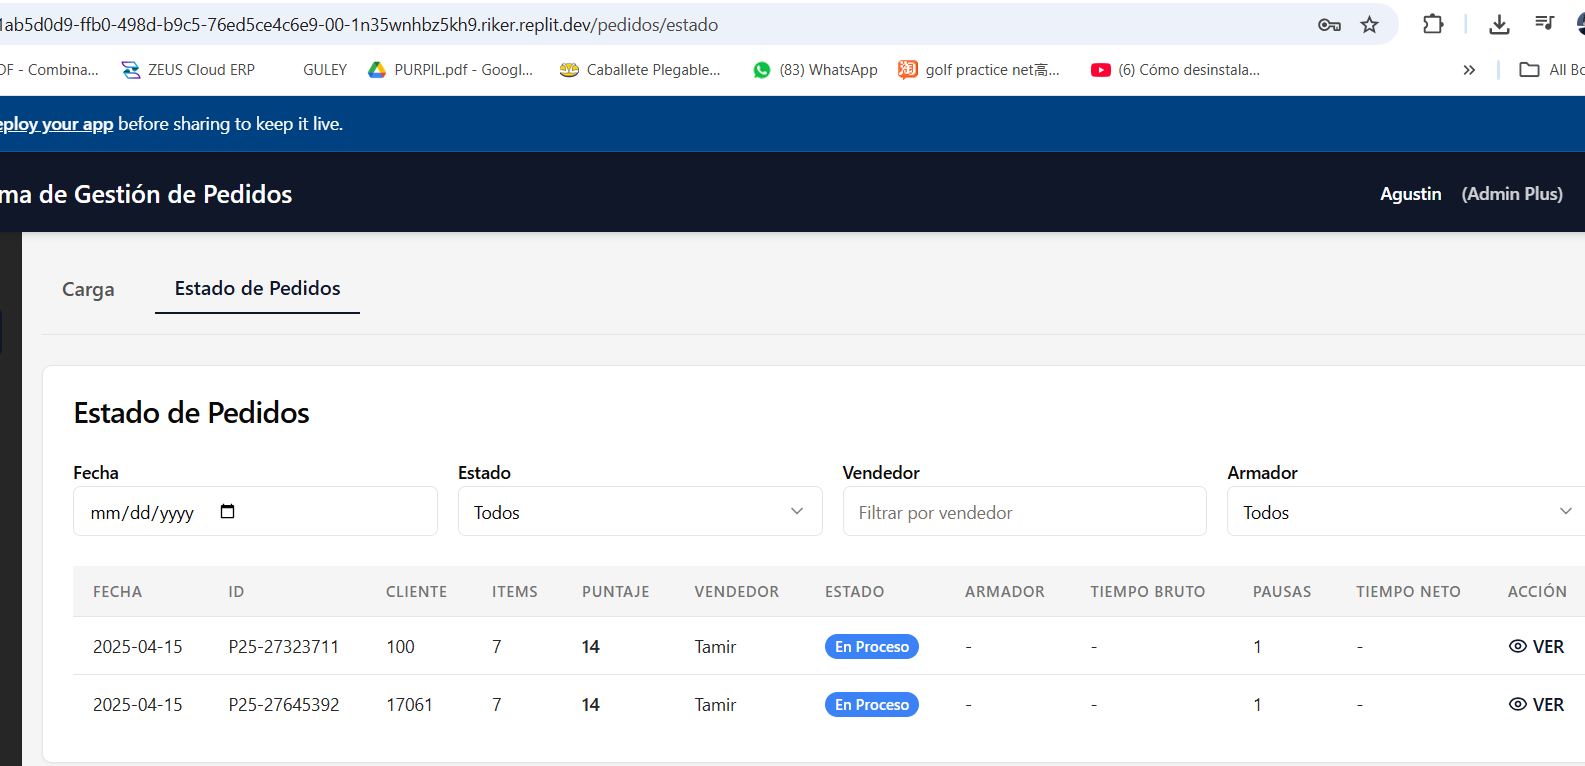 1ab5d0d9-ffb0-498d-b9c5-76ed5ce4c6e9-00-1n35wnhbz5kh9.riker.replit.dev/pedidos/estado
DF - Combina... ZEUS Cloud ERP GULEY PURPIL.pdf - Googl... Caballete Plegable... (83) WhatsApp golf practice net高... (6) Cómo desinstala... » All Bo
eploy your app before sharing to keep it live.
ma de Gestión de Pedidos Agustin (Admin Plus)
Carga Estado de Pedidos
Estado de Pedidos
Fecha Estado Vendedor Armador
mm/dd/yyyy Todos Filtrar por vendedor Todos
FECHA ID CLIENTE ITEMS PUNTAJE VENDEDOR ESTADO ARMADOR TIEMPO BRUTO PAUSAS TIEMPO NETO ACCIÓN
2025-04-15 P25-27323711 100 7 14 Tamir En Proceso - - 1 - VER
2025-04-15 P25-27645392 17061 7 14 Tamir En Proceso - - 1 - VER